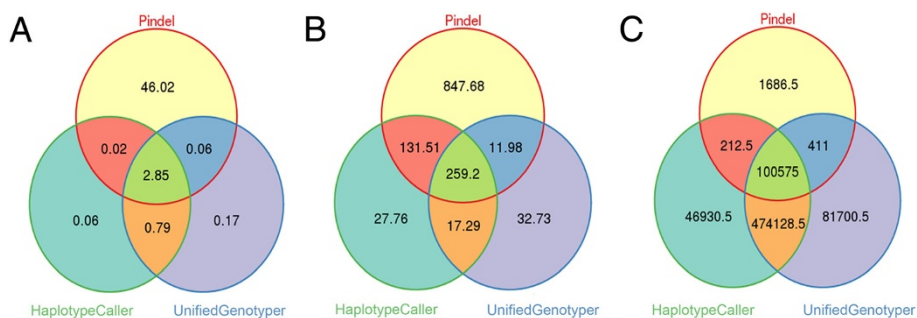 A
Pindel
46.02
0.02
0.06
2.85
0.06
0.79
0.17
HaplotypeCaller
UnifiedGenotyper
B
Pindel
847.68
131.51
11.98
259.2
27.76
17.29
32.73
HaplotypeCaller
UnifiedGenotyper
C
Pindel
1686.5
212.5
411
100575
46930.5
474128.5
81700.5
HaplotypeCaller
UnifiedGenotyper